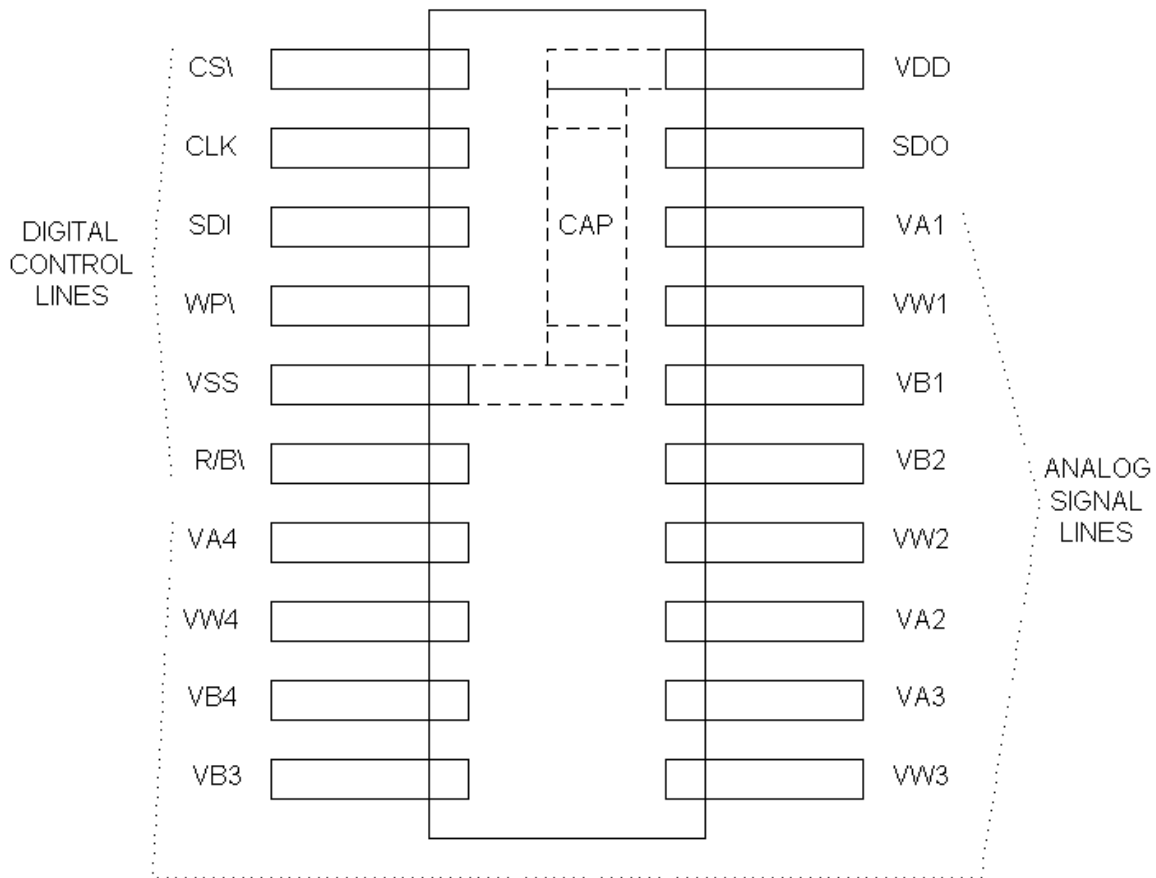 CS\
VDD
CLK
SDO
SDI
CAP
VA1
DIGITAL
CONTROL
LINES
WP\
VW1
VSS
VB1
R/B\
VB2
ANALOG
SIGNAL
LINES
VA4
VW2
VW4
VA2
VB4
VA3
VB3
VW3